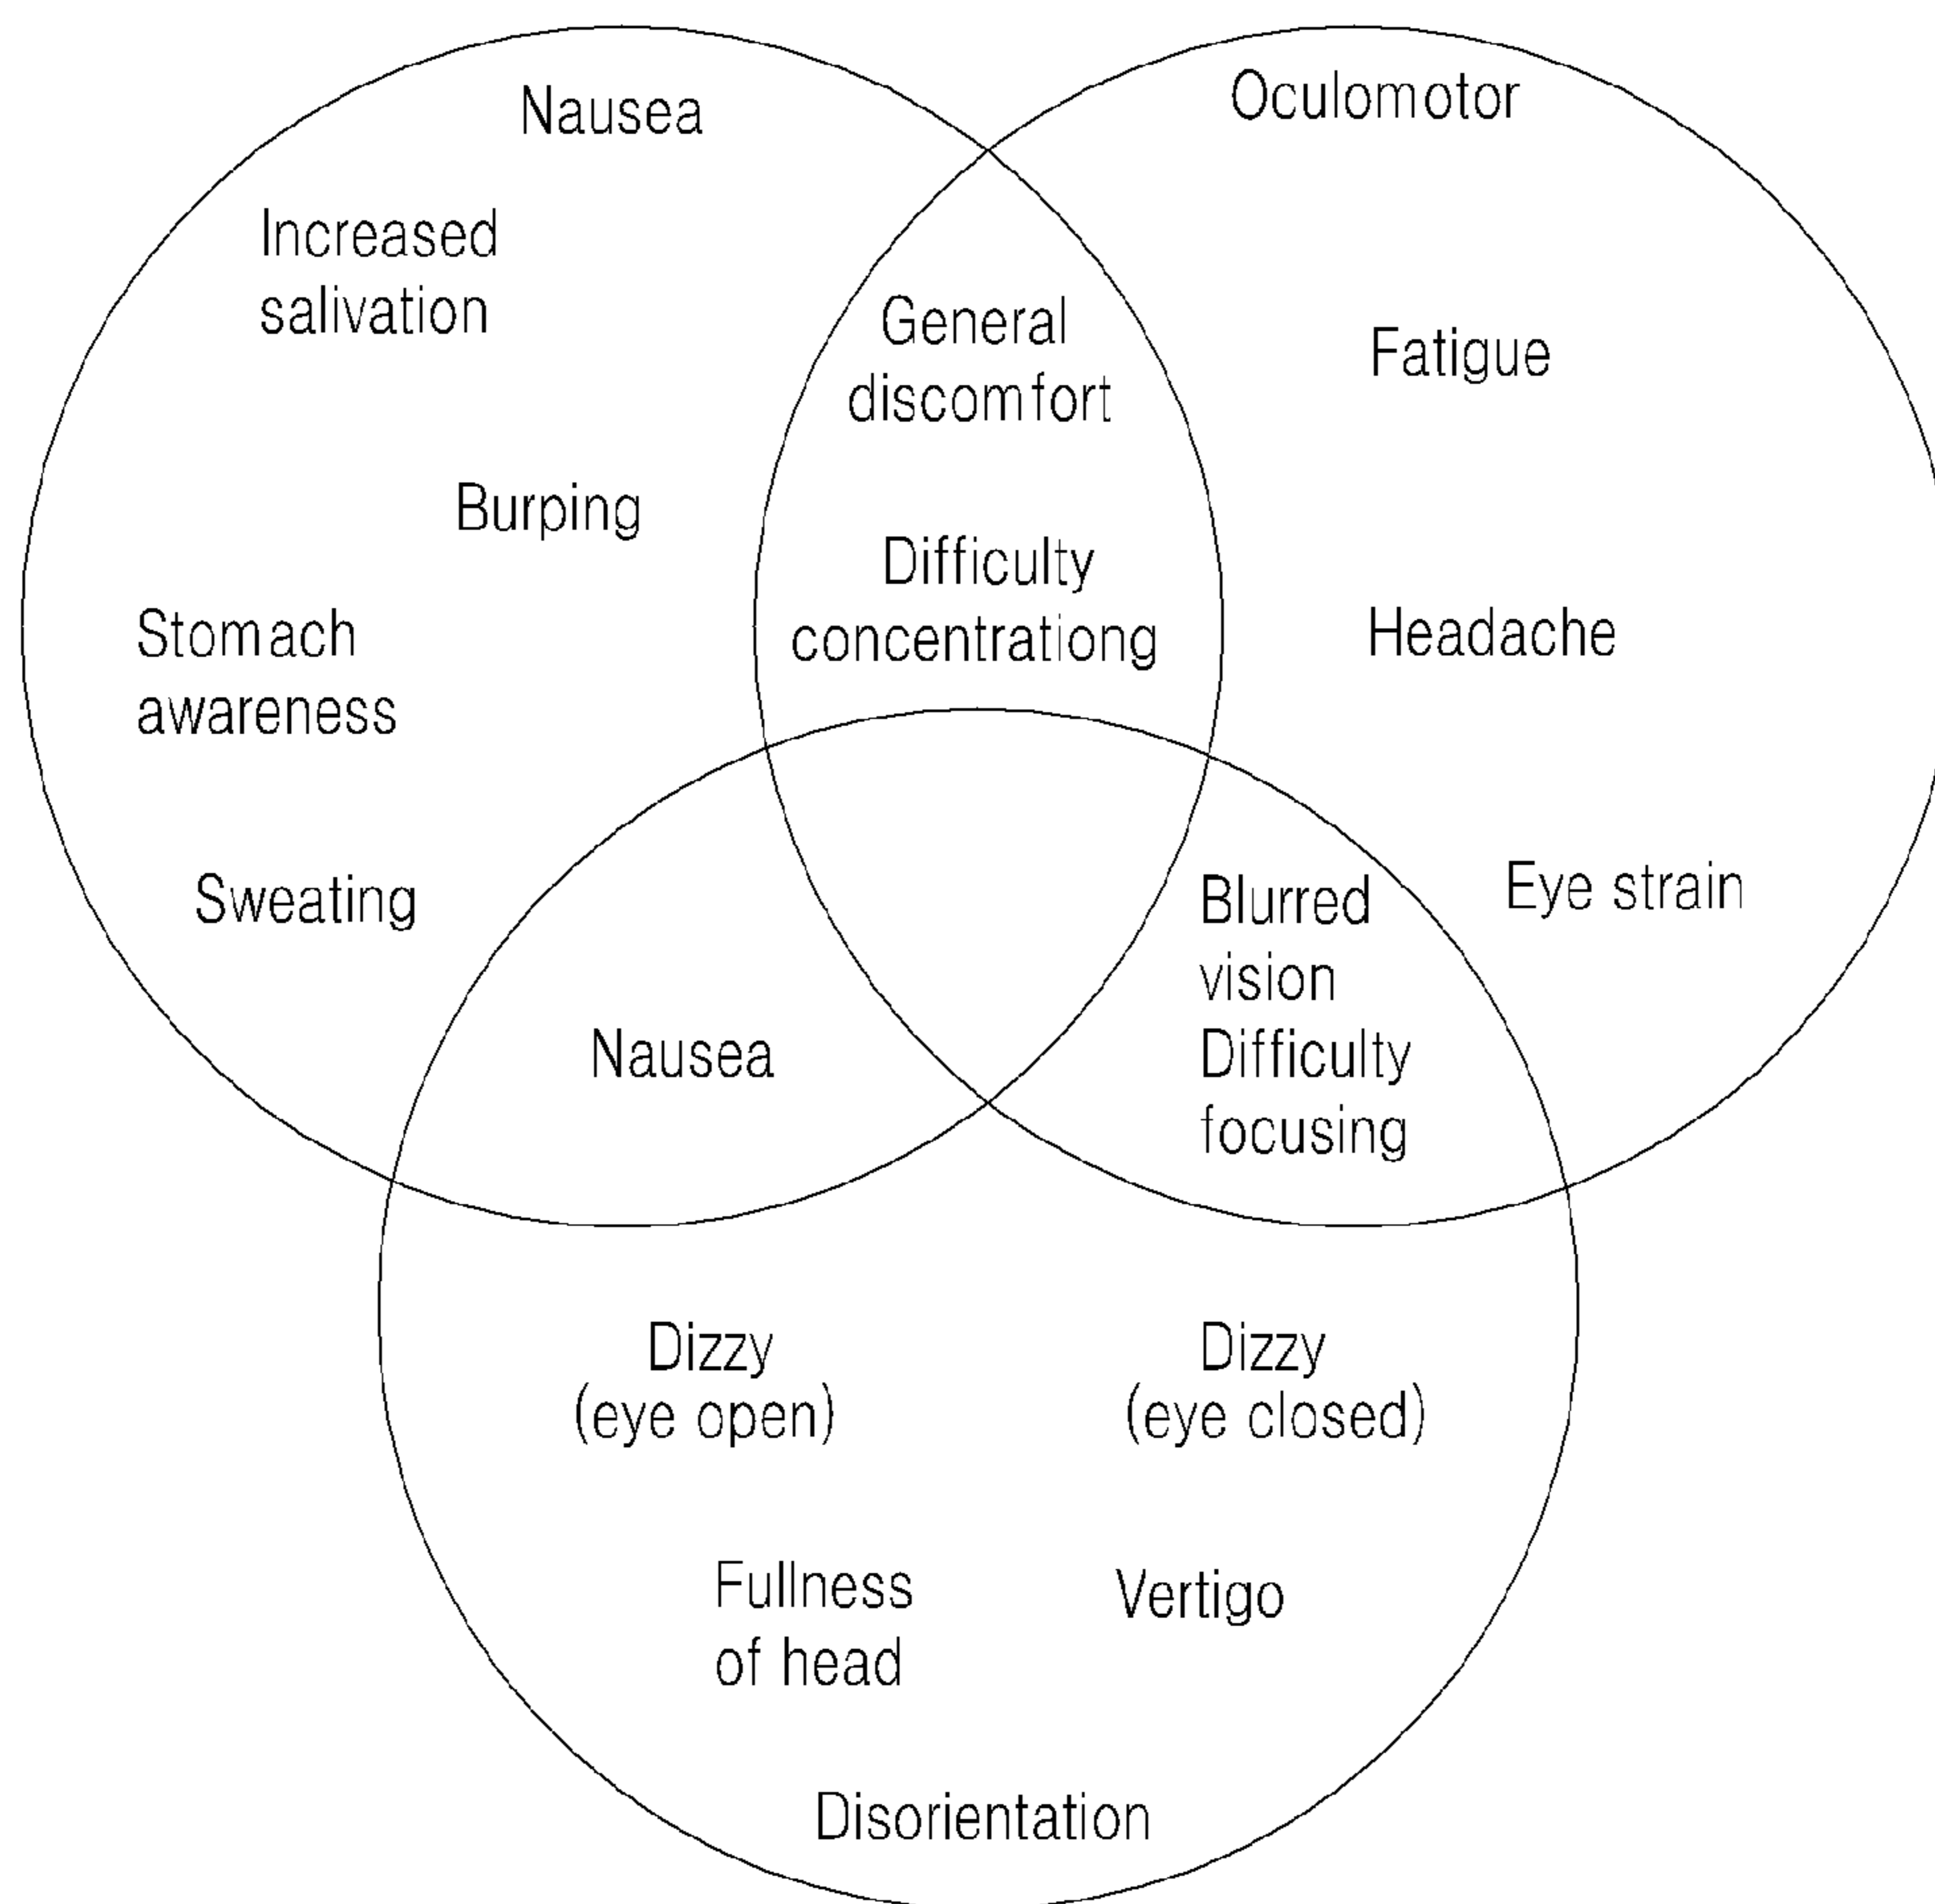 Nausea
Oculomotor
Increased
salivation
General
discomfort
Fatigue
Burping
Difficulty
concentrationg
Stomach
awareness
Headache
Sweating
Blurred
vision
Difficulty
focusing
Eye strain
Nausea
Dizzy
(eye open)
Dizzy
(eye closed)
Fullness
of head
Vertigo
Disorientation